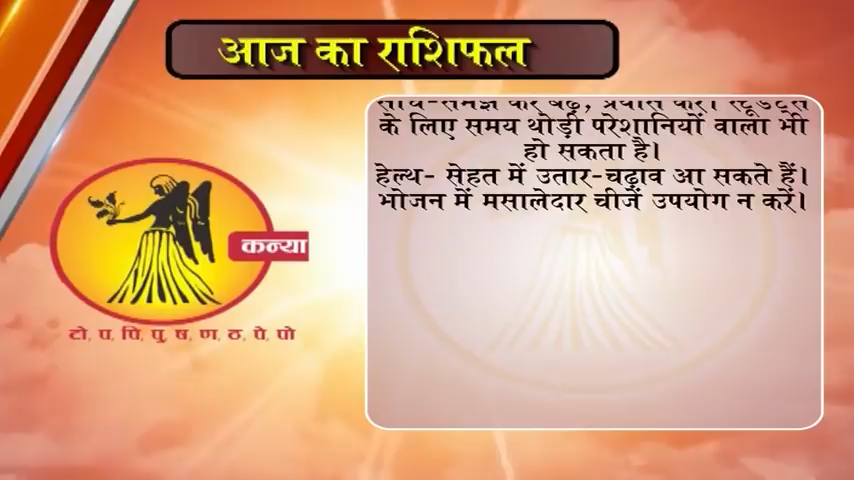 आज का राशिफल
के लिए समय थोड़ी परेशानियों वाला भी
हो सकता है।
हेल्थ- सेहत में उतार-चढ़ाव आ सकते हैं।
भोजन में मसालेदार चीजें उपयोग न करें।
कन्या
टो, प, पि, पु, ष, ण, ठ, पे, पो